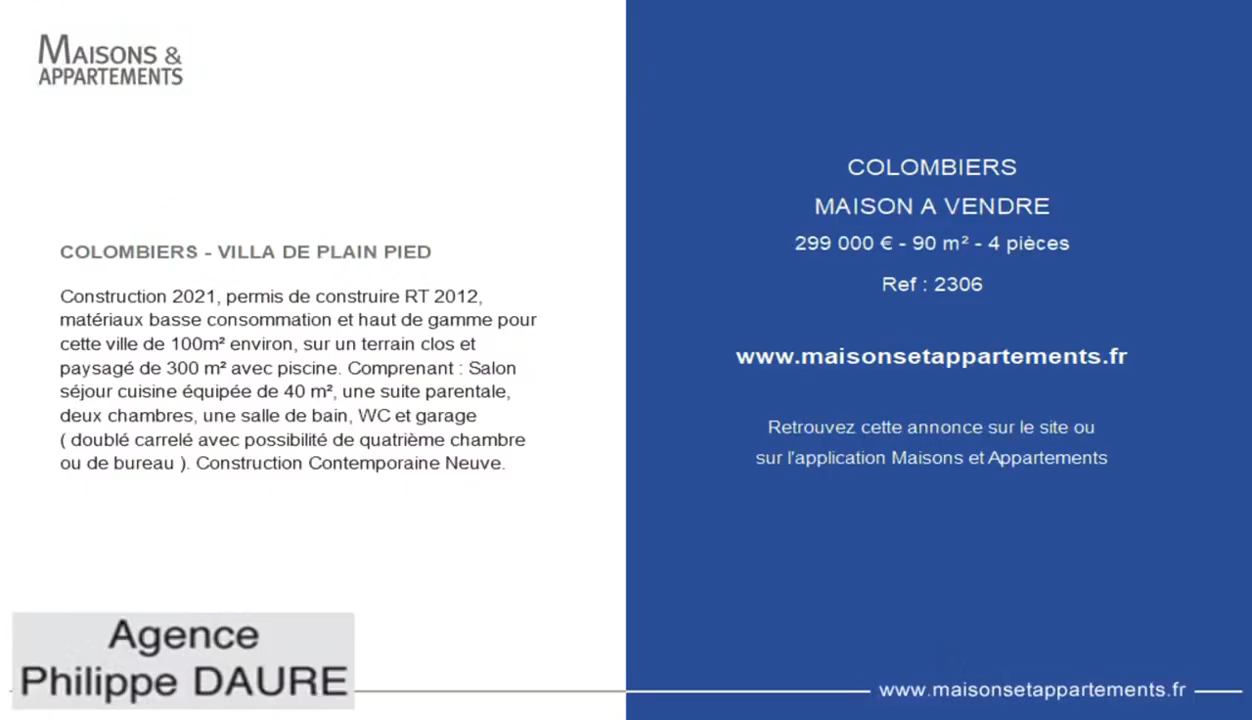 MAISONS &
APPARTEMENTS
COLOMBIERS - VILLA DE PLAIN PIED
Construction 2021, permis de construire RT 2012,
matériaux basse consommation et haut de gamme pour
cette ville de 100m² environ, sur un terrain clos et
paysagé de 300 m² avec piscine. Comprenant : Salon
séjour cuisine équipée de 40 m², une suite parentale,
deux chambres, une salle de bain, WC et garage
( doublé carrelé avec possibilité de quatrième chambre
ou de bureau ). Construction Contemporaine Neuve.
Agence
Philippe DAURE
COLOMBIERS
MAISON A VENDRE
299 000 € - 90 m² - 4 pièces
Ref : 2306
www.maisonsetappartements.fr
Retrouvez cette annonce sur le site ou
sur l'application Maisons et Appartements
www.maisonsetappartements.fr